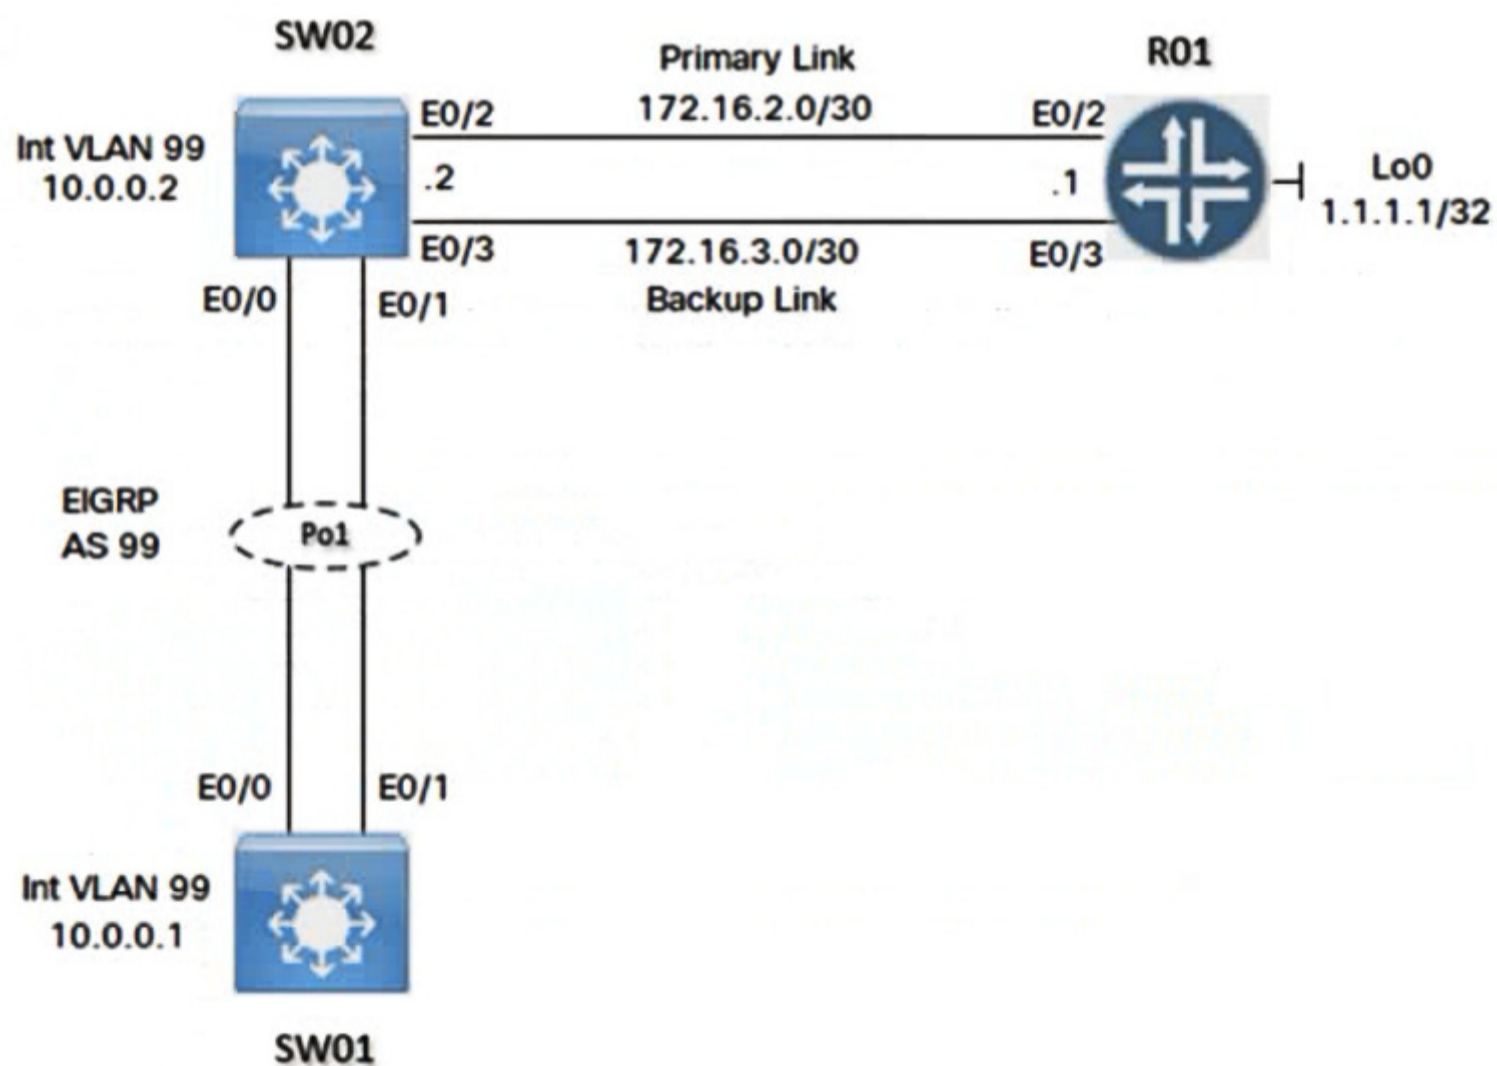 SW02
Primary Link
R01
172.16.2.0/30
E0/2
E0/2
Int VLAN 99
10.0.0.2
.2
.1
Lo0
1.1.1.1/32
E0/3
172.16.3.0/30
E0/3
Backup Link
E0/0
E0/1
EIGRP
AS 99
Po1
E0/0
E0/1
Int VLAN 99
10.0.0.1
SW01